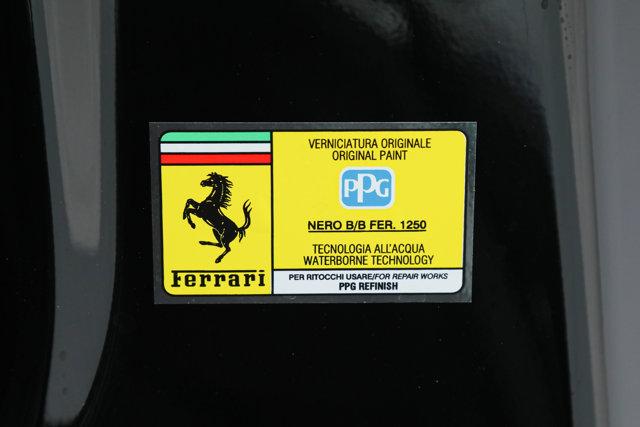 VERNICIATURA ORIGINALE
ORIGINAL PAINT
PPG
NERO B/B FER. 1250
TECNOLOGIA ALL'ACQUA
WATERBORNE TECHNOLOGY
Ferrari
PER RITOCCHI USARE/FOR REPAIR WORKS
PPG REFINISH